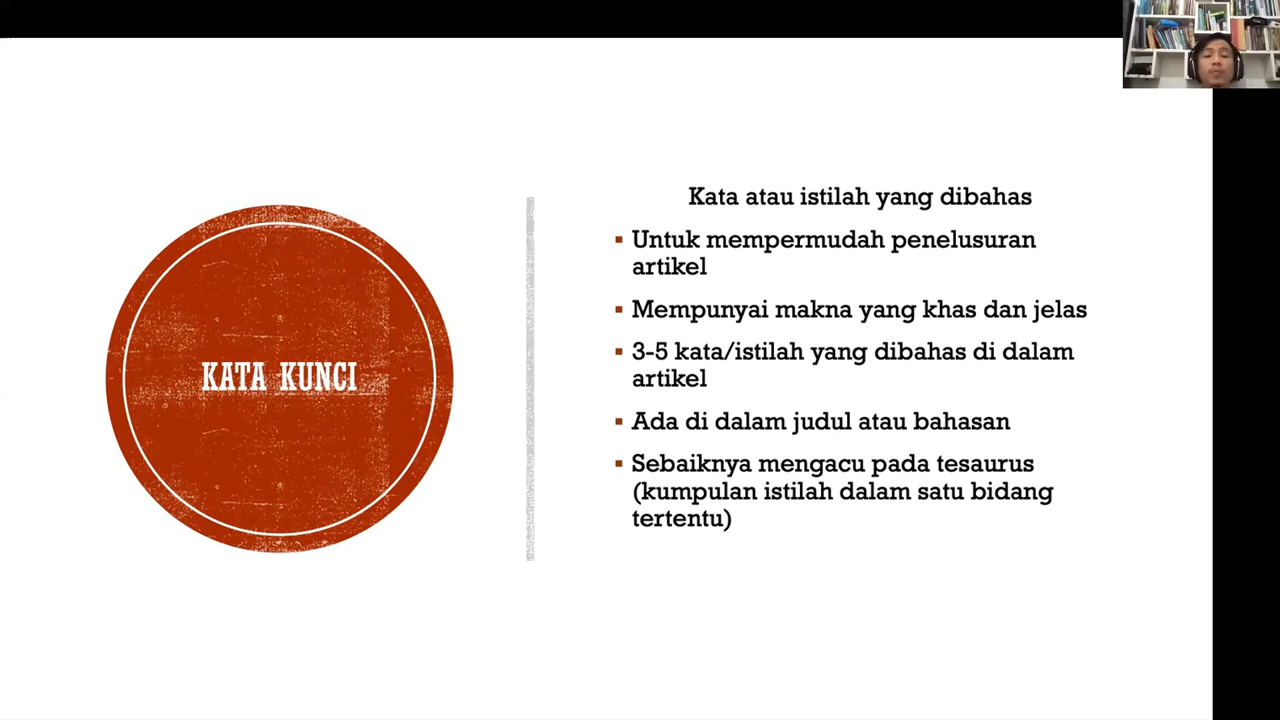 KATA KUNCI
Kata atau istilah yang dibahas
▪ Untuk mempermudah penelusuran
artikel
▪ Mempunyai makna yang khas dan jelas
▪ 3-5 kata/istilah yang dibahas di dalam
artikel
▪ Ada di dalam judul atau bahasan
▪ Sebaiknya mengacu pada tesaurus
(kumpulan istilah dalam satu bidang
tertentu)